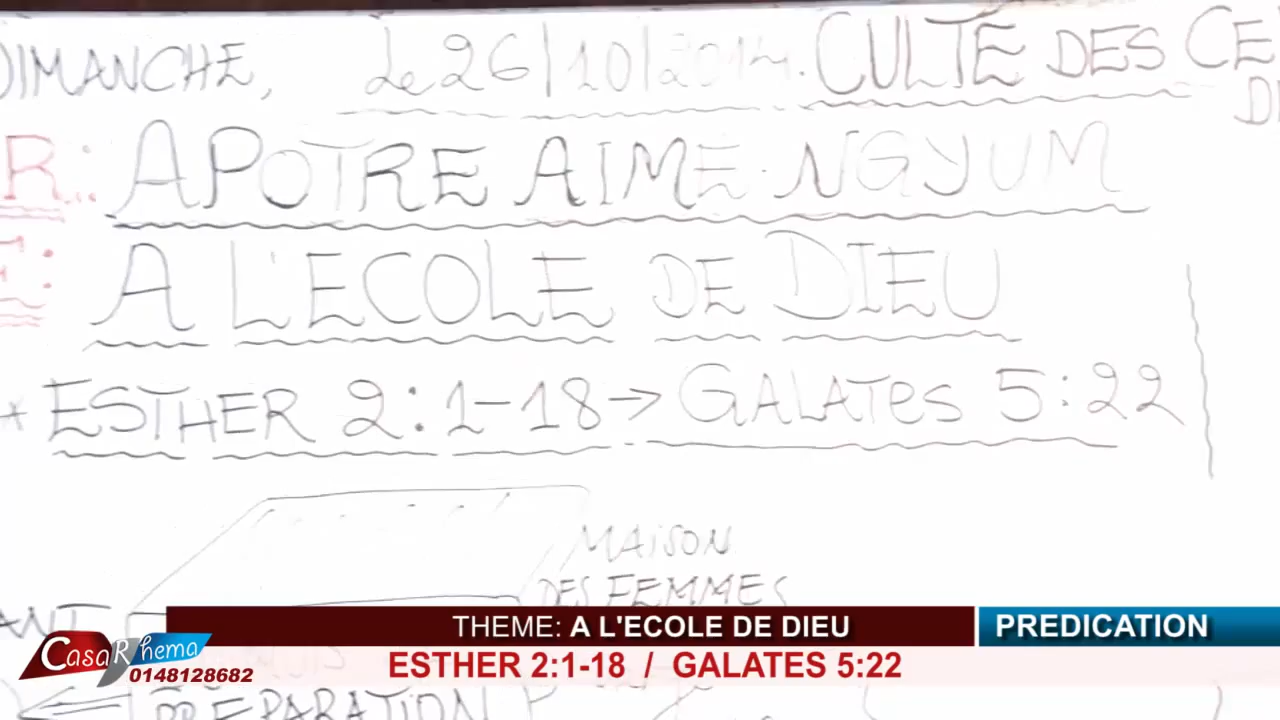 DIMANCHE, Le 26/10/2014. CULTE DES CE
R: APOTRE AIME NGYUM
E: A L'ECOLE DE DIEU
* ESTHER 2:1-18 → GALATES 5:22
MAISON
DES FEMMES
ANT
THEME: A L'ECOLE DE DIEU
PREDICATION
CasaRhema
0148128682
ESTHER 2:1-18 / GALATES 5:22
PREPARATION